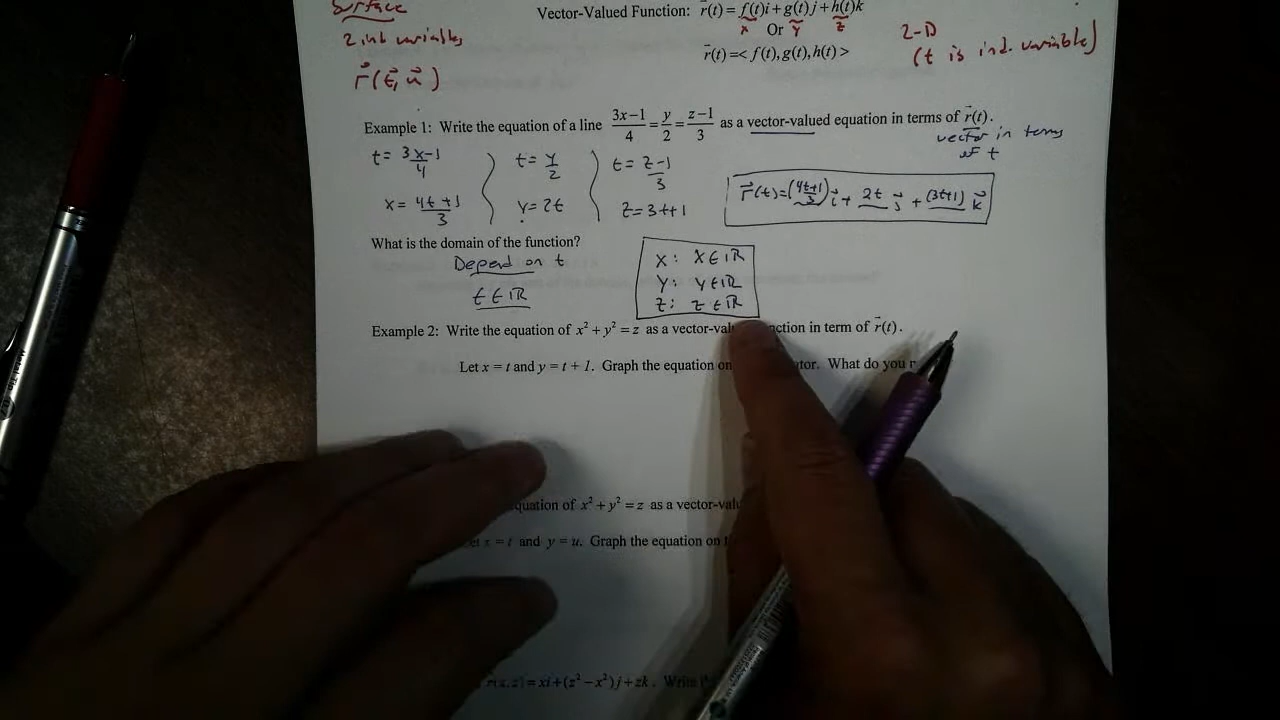 Surface
Vector-Valued Function: r⃗(t) = f(t)i + g(t)j + h(t)k
x y z
2 ind variables
Or
2-D
r⃗(t) =< f(t), g(t), h(t) >
(t is ind. variable)
r⃗(t⃗, u⃗)
Example 1: Write the equation of a line (3x−1)/4 = y/2 = (z−1)/3 as a vector-valued equation in terms of r⃗(t).
vector in terms
of t
t = (3x−1)/4 t = y/2 t = (z−1)/3
r⃗(t) = ((4t+1)/3) i + 2t j + (3t+1) k
x = (4t+1)/3 y = 2t z = 3t+1
What is the domain of the function?
Depend on t
x: x∈ℝ
y: y∈ℝ
t∈ℝ
z: z∈ℝ
Example 2: Write the equation of x² + y² = z as a vector-val ction in term of r⃗(t).
Let x = t and y = t + 1. Graph the equation on tor. What do you
quation of x² + y² = z as a vector-valu
x = t and y = u. Graph the equation on
= xi + (z² − x²)j + zk. Write